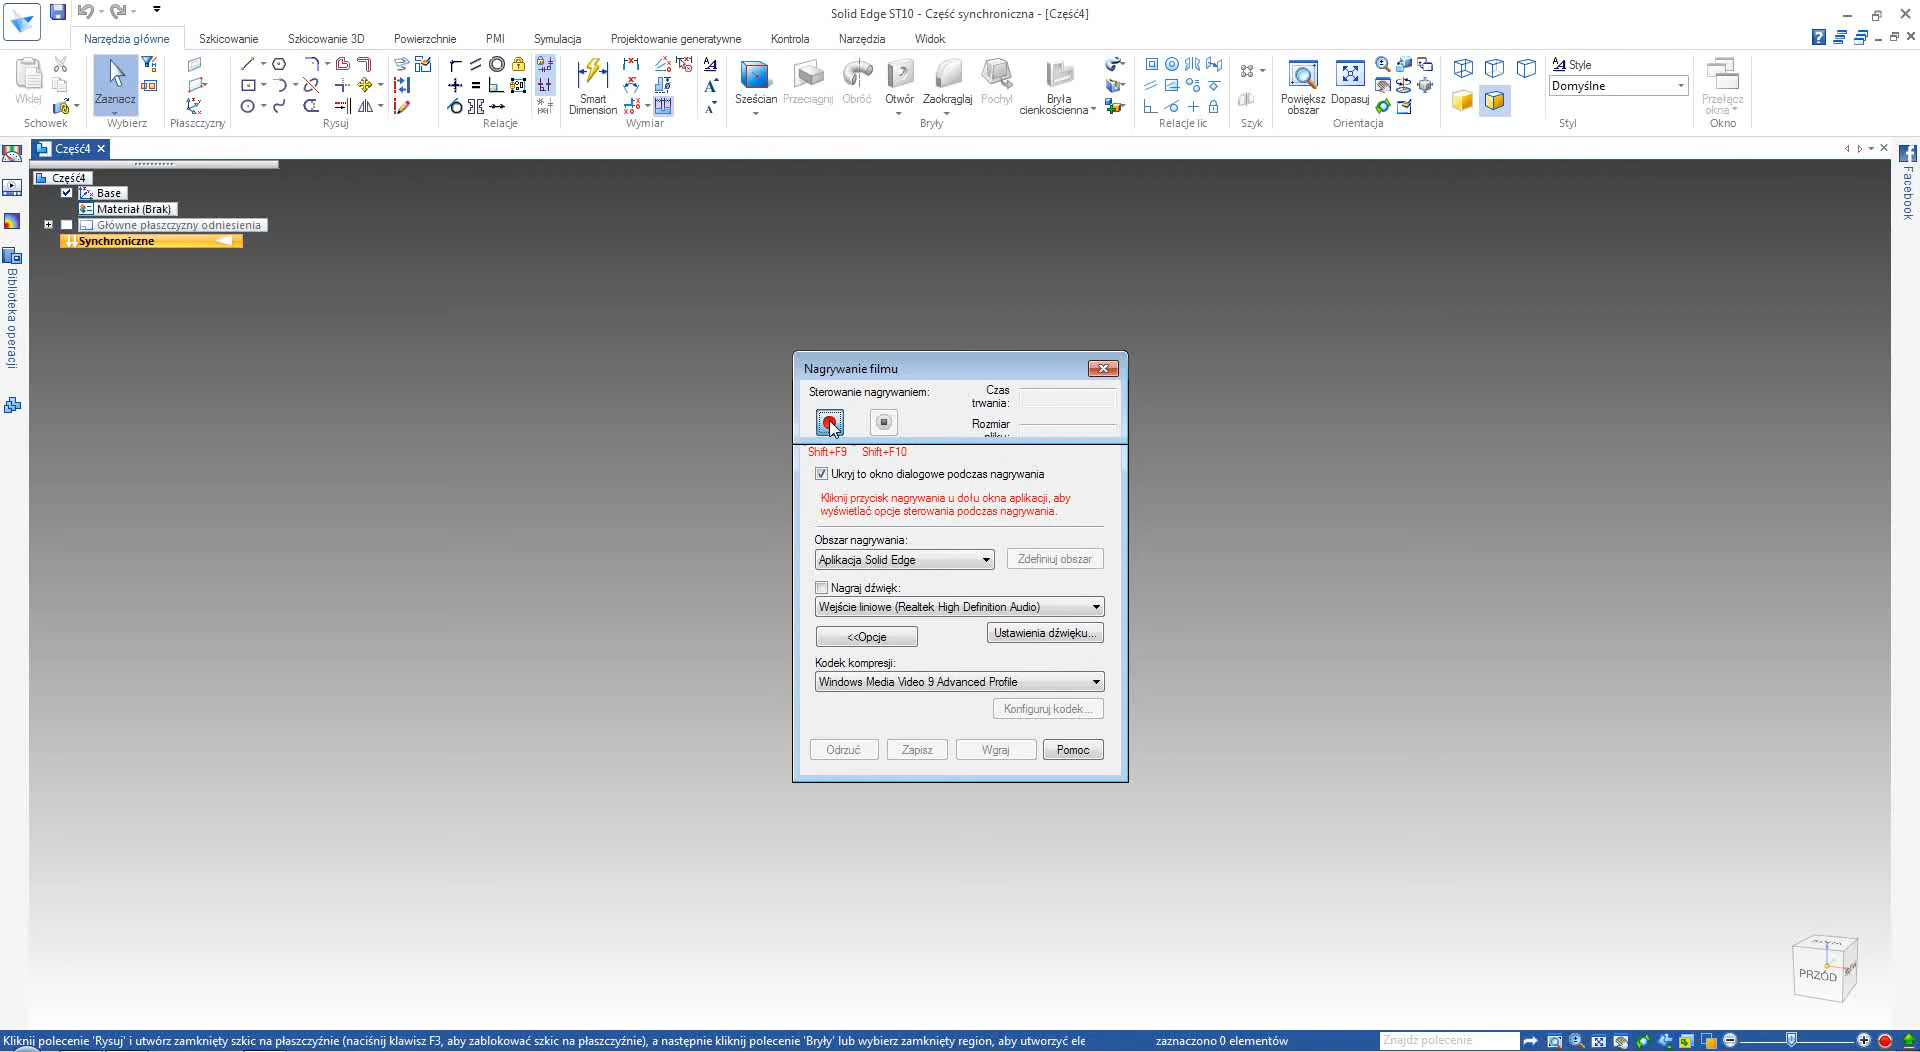 Solid Edge ST10 - Część synchroniczna - [Część4]
Narzędzia główne Szkicowanie Szkicowanie 3D Powierzchnie PMI Symulacja Projektowanie generatywne Kontrola Narzędzia Widok
Wklej
Zaznacz
Smart Dimension
Sześcian
Przeciągnij
Obróć
Otwór
Zaokrąglaj
Pochyl
Bryła cienkościenna
Powiększ obszar
Dopasuj
Style
Domyślne
Przełącz okna
Schowek Wybierz Płaszczyzny Rysuj Relacje Wymiar Bryły Relacje lic Szyk Orientacja Styl Okno
Część4
Facebook
Biblioteka operacji
Część4
Base
Materiał (Brak)
Główne płaszczyzny odniesienia
Synchroniczne
Nagrywanie filmu
Sterowanie nagrywaniem:
Czas trwania:
Rozmiar
Shift+F9 Shift+F10
Ukryj to okno dialogowe podczas nagrywania
Kliknij przycisk nagrywania u dołu okna aplikacji, aby
wyświetlać opcje sterowania podczas nagrywania.
Obszar nagrywania:
Aplikacja Solid Edge Zdefiniuj obszar
Nagraj dźwięk:
Wejście liniowe (Realtek High Definition Audio)
<<Opcje Ustawienia dźwięku...
Kodek kompresji:
Windows Media Video 9 Advanced Profile
Konfiguruj kodek...
Odrzuć Zapisz Wgraj Pomoc
PRZÓD
Kliknij polecenie 'Rysuj' i utwórz zamknięty szkic na płaszczyźnie (naciśnij klawisz F3, aby zablokować szkic na płaszczyźnie), a następnie kliknij polecenie 'Bryły' lub wybierz zamknięty region, aby utworzyć ele zaznaczono 0 elementów Znajdź polecenie